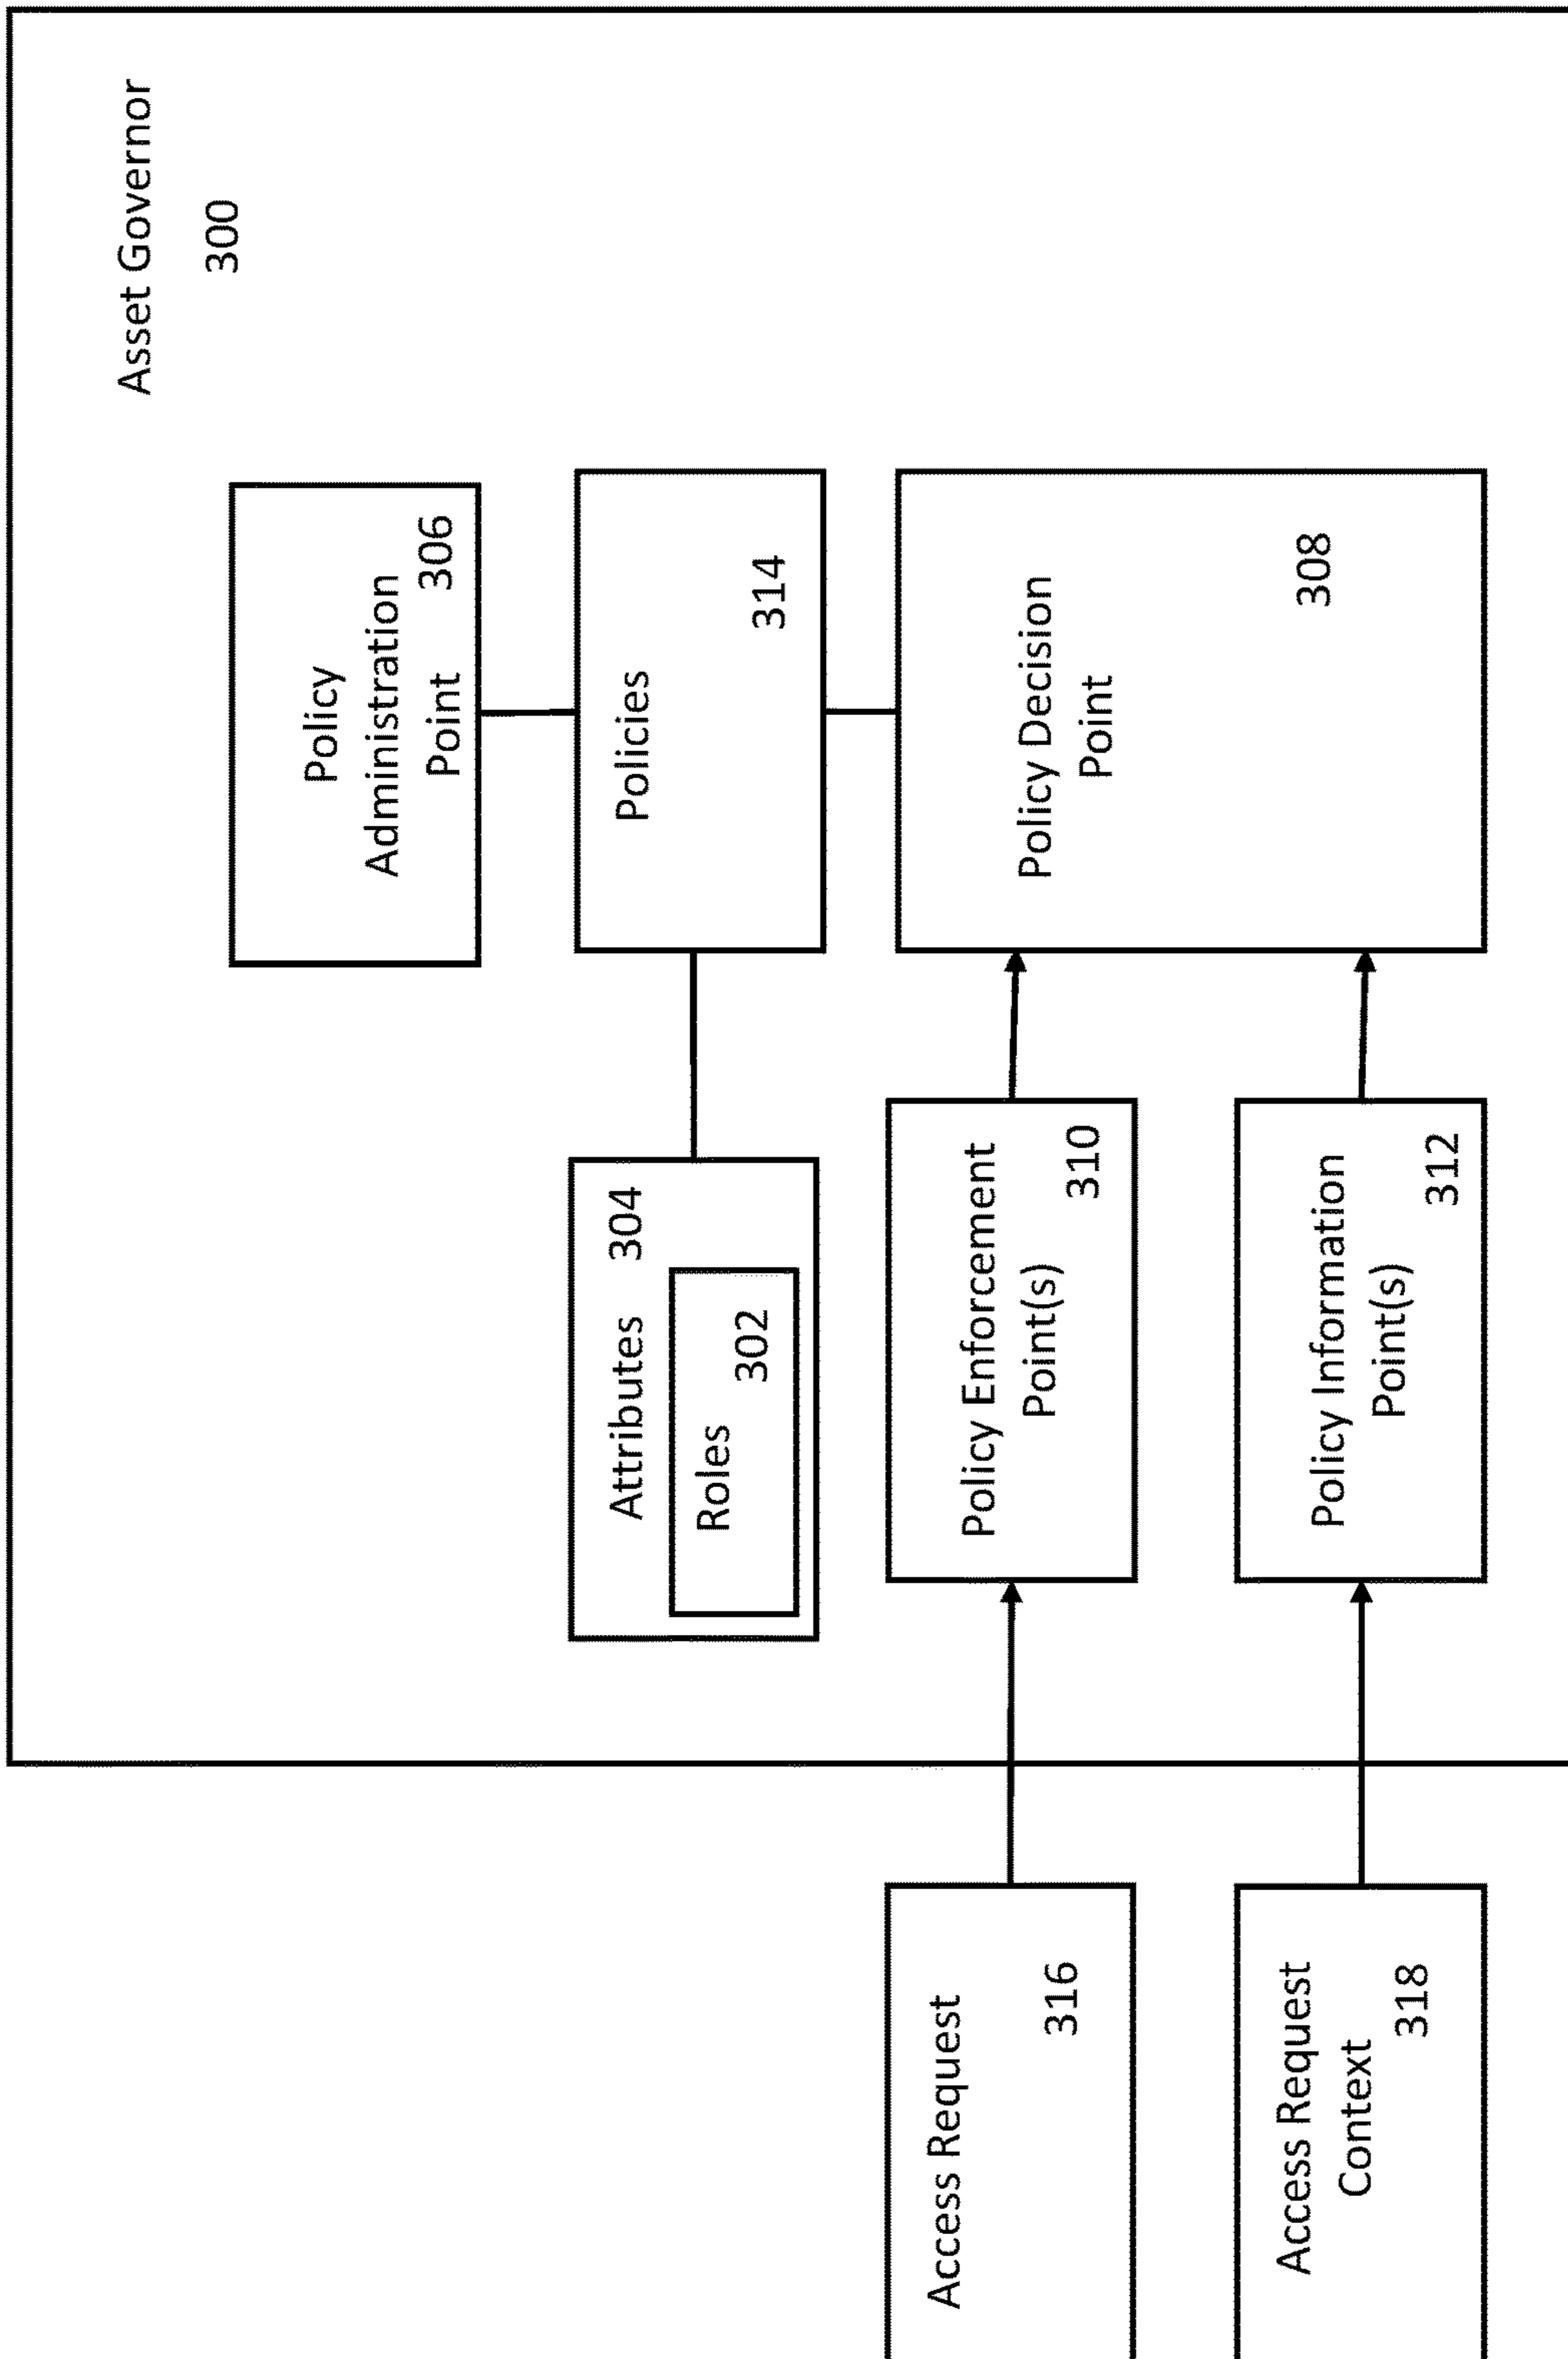 Asset Governor
300
Policy
Administration
Point 306
Attributes 304
Roles
302
Policies
314
Access Request
316
Policy Enforcement
Point(s)
310
Policy Decision
Point
308
Access Request
Context
318
Policy Information
Point(s)
312